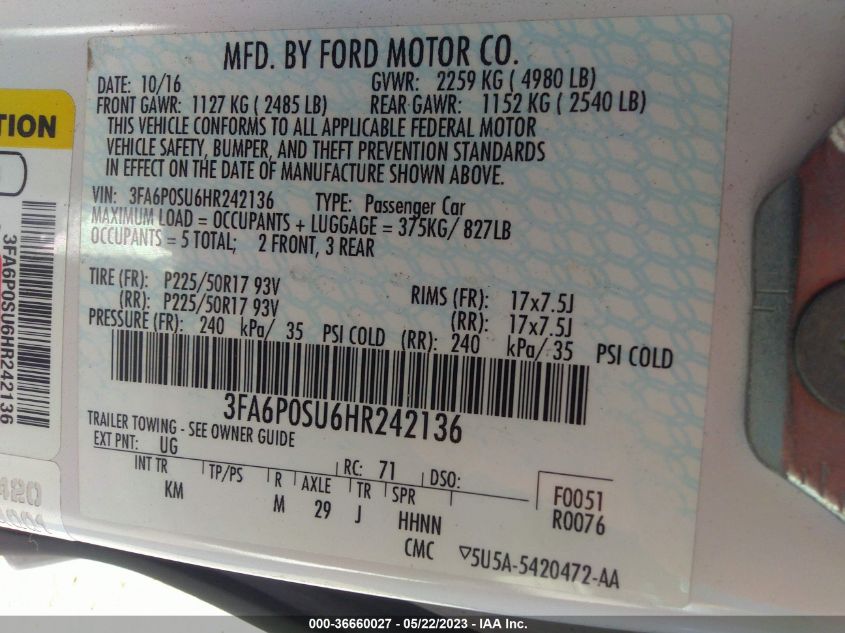 MFD. BY FORD MOTOR CO.
DATE: 10/16 GVWR: 2259 KG ( 4980 LB)
FRONT GAWR: 1127 KG ( 2485 LB) REAR GAWR: 1152 KG ( 2540 LB)
THIS VEHICLE CONFORMS TO ALL APPLICABLE FEDERAL MOTOR
VEHICLE SAFETY, BUMPER, AND THEFT PREVENTION STANDARDS
IN EFFECT ON THE DATE OF MANUFACTURE SHOWN ABOVE.
VIN: 3FA6P0SU6HR242136 TYPE: Passenger Car
MAXIMUM LOAD = OCCUPANTS + LUGGAGE = 375KG/ 827LB
OCCUPANTS = 5 TOTAL; 2 FRONT, 3 REAR
TIRE (FR): P225/50R17 93V RIMS (FR): 17x7.5J
(RR): P225/50R17 93V (RR): 17x7.5J
PRESSURE (FR): 240 kPa/ 35 PSI COLD (RR): 240 kPa/ 35 PSI COLD
3FA6P0SU6HR242136
TRAILER TOWING - SEE OWNER GUIDE
EXT PNT: UG RC: 71 DSO:
INT TR TP/PS R AXLE TR SPR
KM M 29 J HHNN
CMC
F0051
R0076
▽5U5A-5420472-AA
TION
3FA6P0SU6HR242136
000-36660027 - 05/22/2023 - IAA Inc.